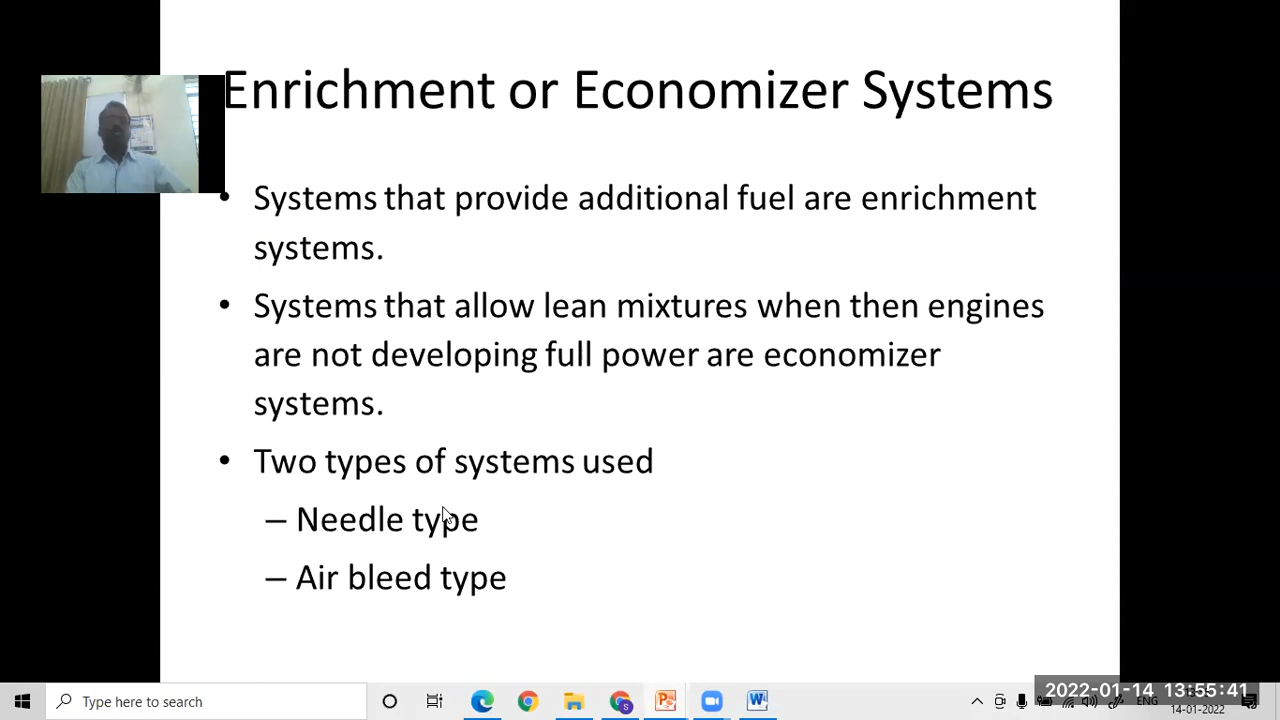 Enrichment or Economizer Systems
• Systems that provide additional fuel are enrichment
systems.
• Systems that allow lean mixtures when then engines
are not developing full power are economizer
systems.
• Two types of systems used
– Needle type
– Air bleed type
Type here to search
2022-01-14 13:55:41
ENG
14-01-2022